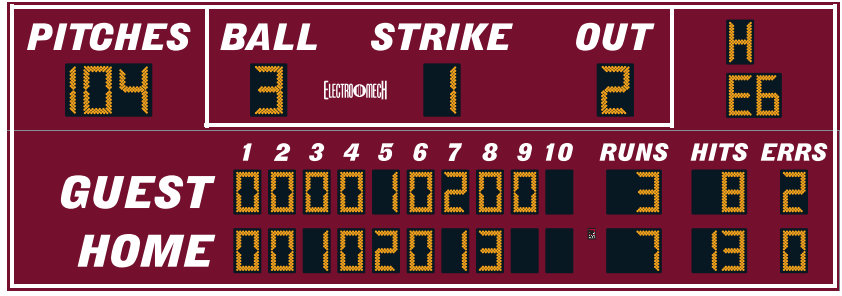 PITCHES BALL STRIKE OUT H
104 3 ELECTRO MECH 1 2 E6
1 2 3 4 5 6 7 8 9 10 RUNS HITS ERRS
GUEST 0 0 0 0 1 0 2 0 0 3 8 2
HOME 0 0 1 0 2 0 1 3 7 13 0